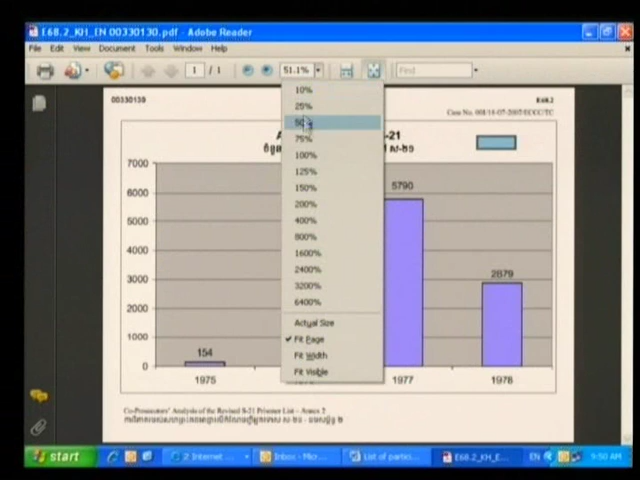 E68.2_KH_EN 00330130.pdf - Adobe Reader
File Edit View Document Tools Window Help
1 / 1 51.1% Find
00330130
Case No. 001/18-07-2007/ECCC/TC
10%
25%
50%
75%
100%
125%
150%
200%
400%
800%
1600%
2400%
3200%
6400%
Actual Size
Fit Page
Fit Width
Fit Visible
-21
7000
6000
5000
4000
3000
2000
1000
0
154
5790
2879
1975
1977
1978
Co-Prosecutors' Analysis of the Revised S-21 Prisoner List – Annex 2
start
2 Internet ...
Inbox - Micr...
List of partici...
E68.2_KH_E...
EN
9:50 AM